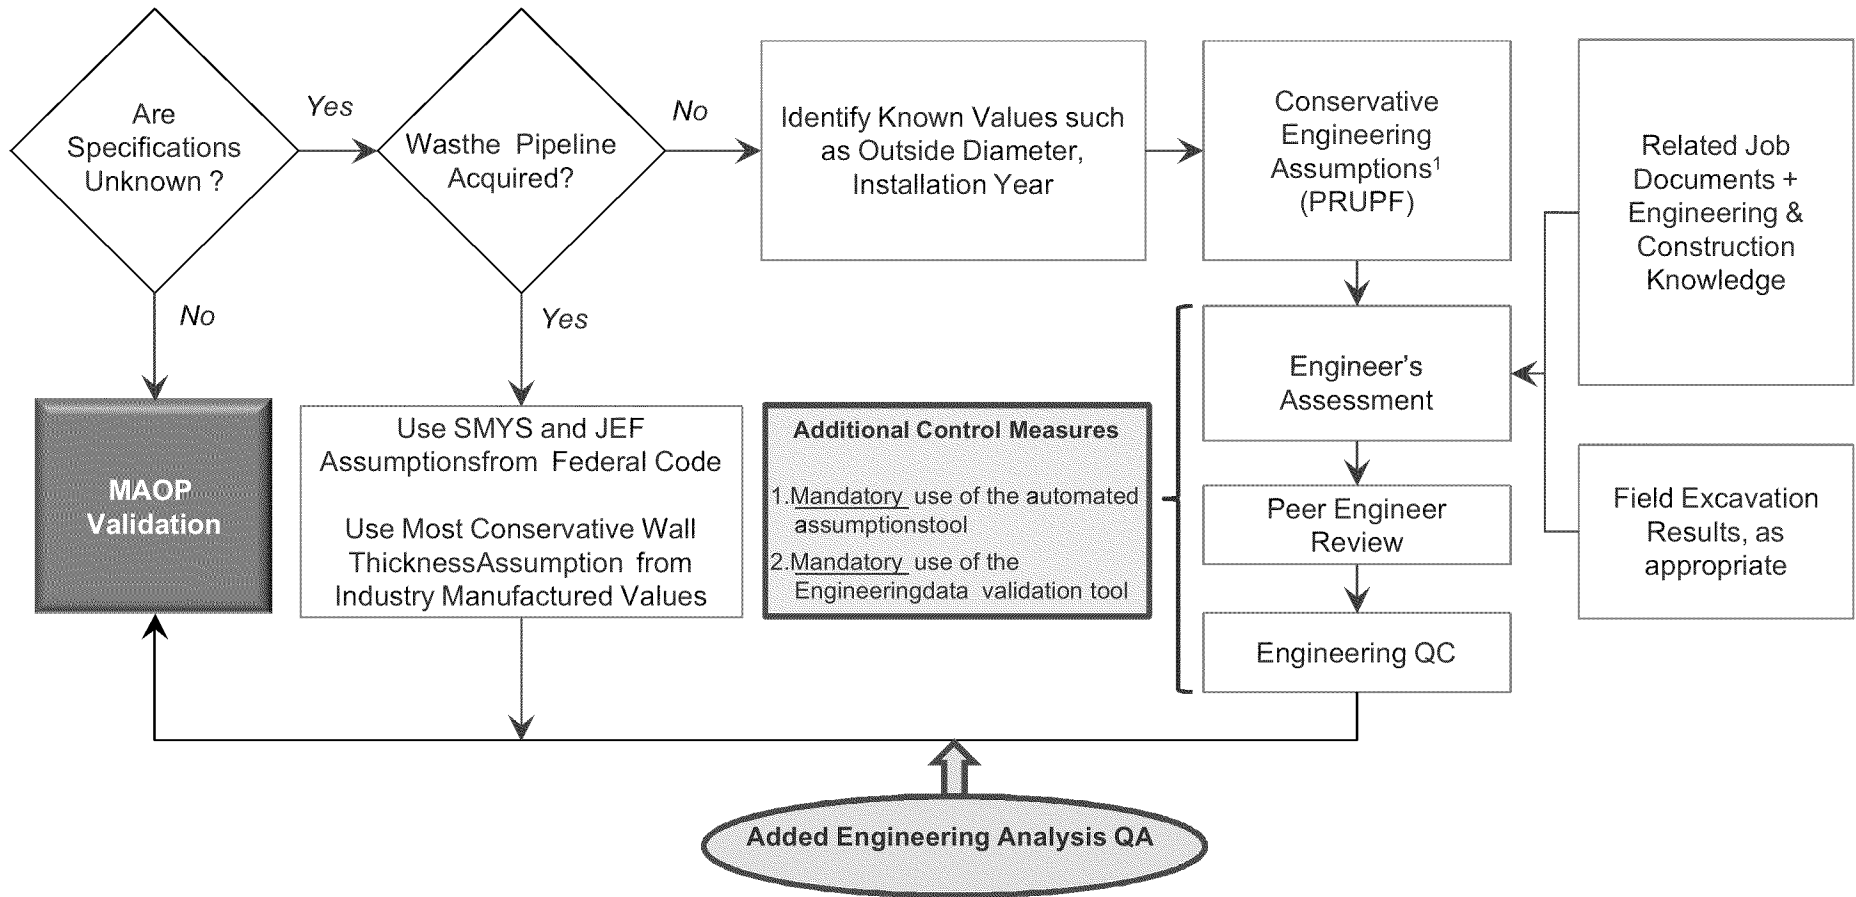 Are
Specifications
Unknown ?
Yes
Wasthe Pipeline
Acquired?
No
Identify Known Values such
as Outside Diameter,
Installation Year
Conservative
Engineering
Assumptions¹
(PRUPF)
Related Job
Documents +
Engineering &
Construction
Knowledge
No
Yes
MAOP
Validation
Use SMYS and JEF
Assumptionsfrom Federal Code
Use Most Conservative Wall
ThicknessAssumption from
Industry Manufactured Values
Additional Control Measures
1.Mandatory use of the automated
assumptionstool
2.Mandatory use of the
Engineeringdata validation tool
Engineer's
Assessment
Peer Engineer
Review
Engineering QC
Field Excavation
Results, as
appropriate
Added Engineering Analysis QA